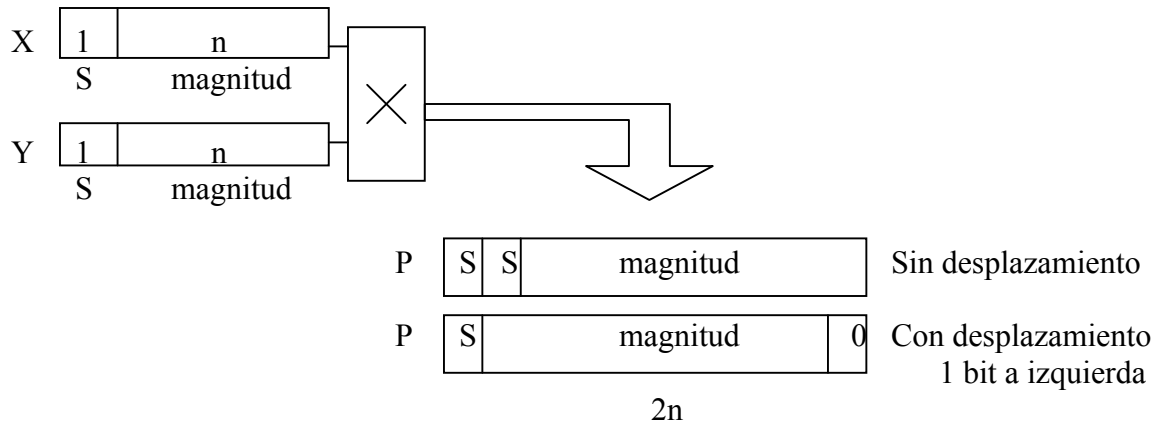 X 1 n
S magnitud
Y 1 n
S magnitud
P S S magnitud Sin desplazamiento
P S magnitud 0 Con desplazamiento
1 bit a izquierda
2n